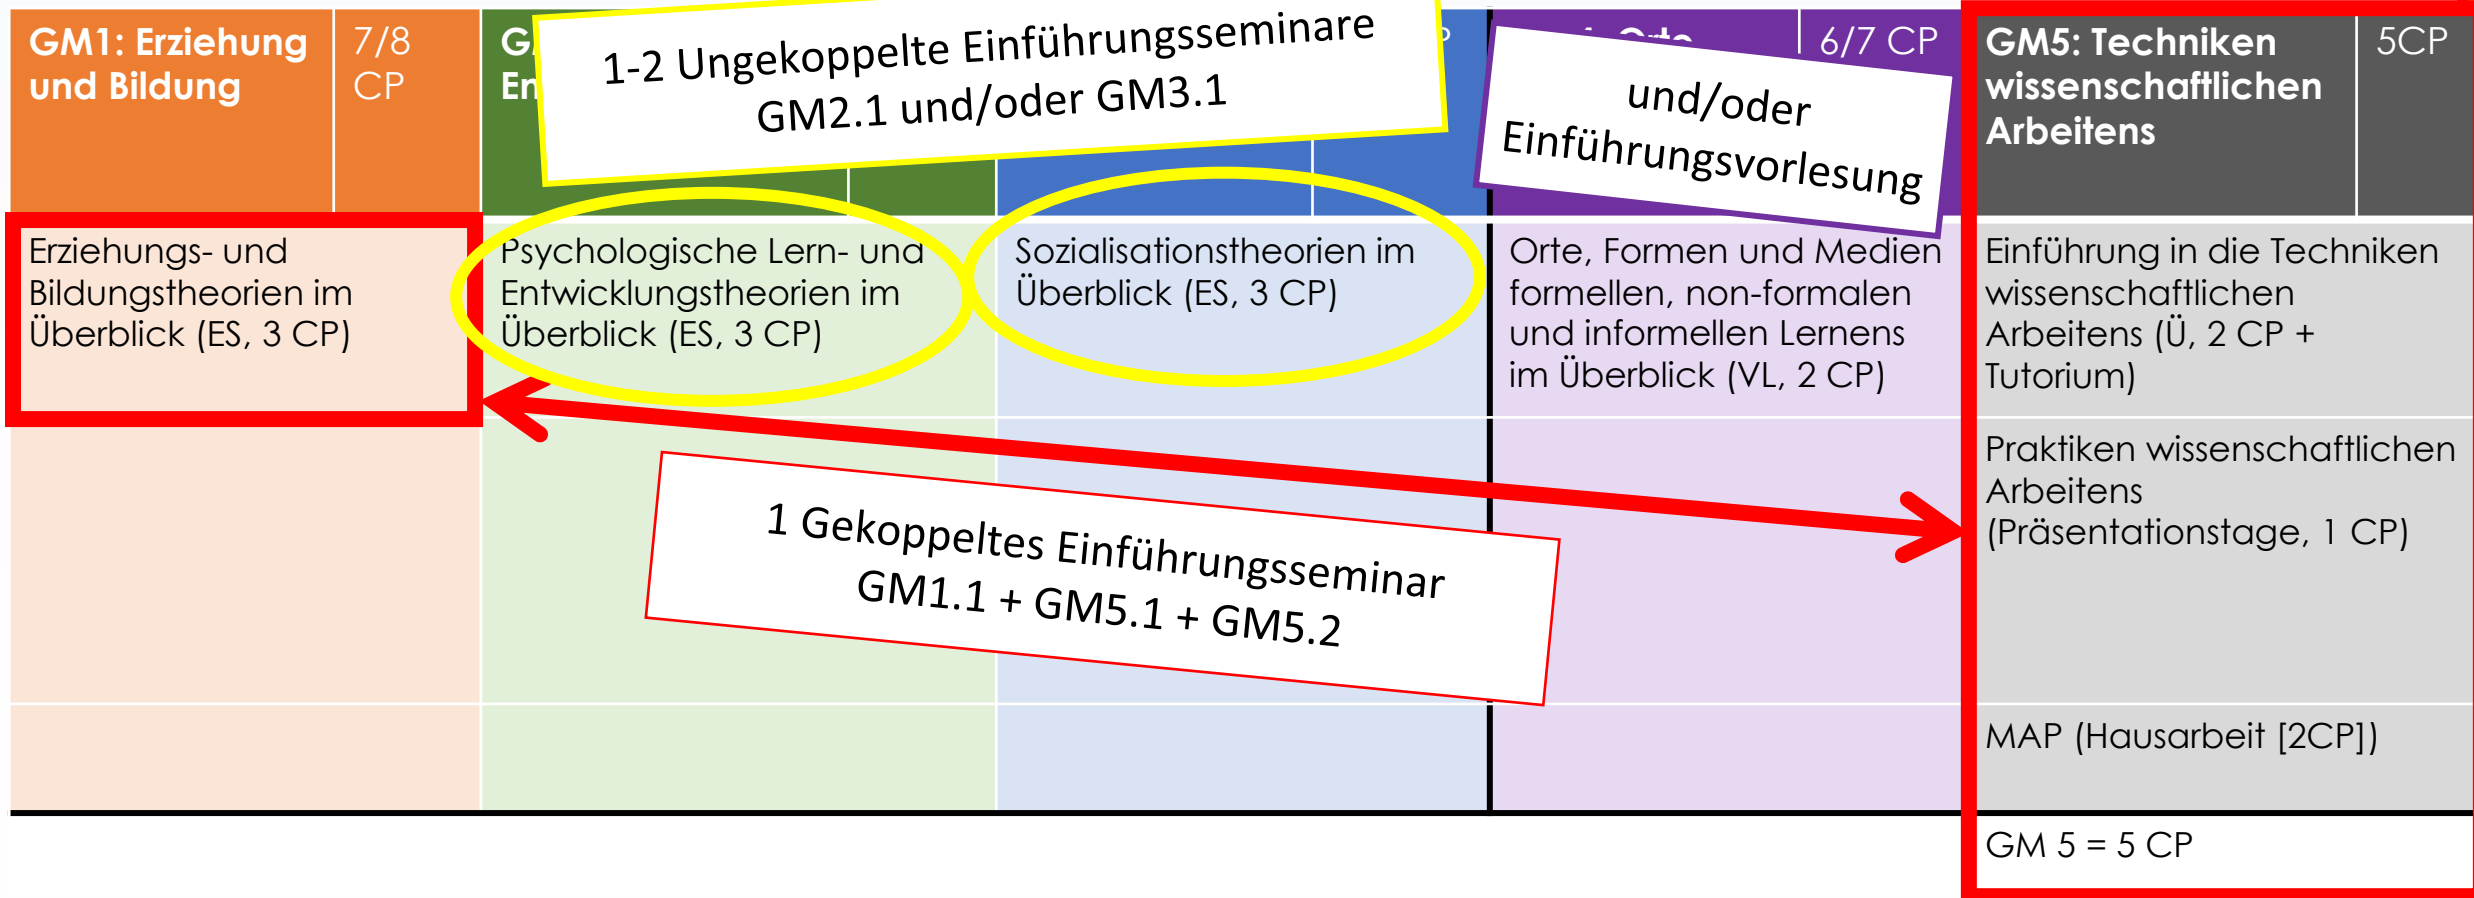 GM1: Erziehung
und Bildung
7/8
CP
1-2 Ungekoppelte Einführungsseminare
GM2.1 und/oder GM3.1
6/7 CP
und/oder
Einführungsvorlesung
GM5: Techniken
wissenschaftlichen
Arbeitens
5CP
Erziehungs- und
Bildungstheorien im
Überblick (ES, 3 CP)
Psychologische Lern- und
Entwicklungstheorien im
Überblick (ES, 3 CP)
Sozialisationstheorien im
Überblick (ES, 3 CP)
Orte, Formen und Medien
formellen, non-formalen
und informellen Lernens
im Überblick (VL, 2 CP)
Einführung in die Techniken
wissenschaftlichen
Arbeitens (Ü, 2 CP +
Tutorium)
Praktiken wissenschaftlichen
Arbeitens
(Präsentationstage, 1 CP)
1 Gekoppeltes Einführungsseminar
GM1.1 + GM5.1 + GM5.2
MAP (Hausarbeit [2CP])
GM 5 = 5 CP